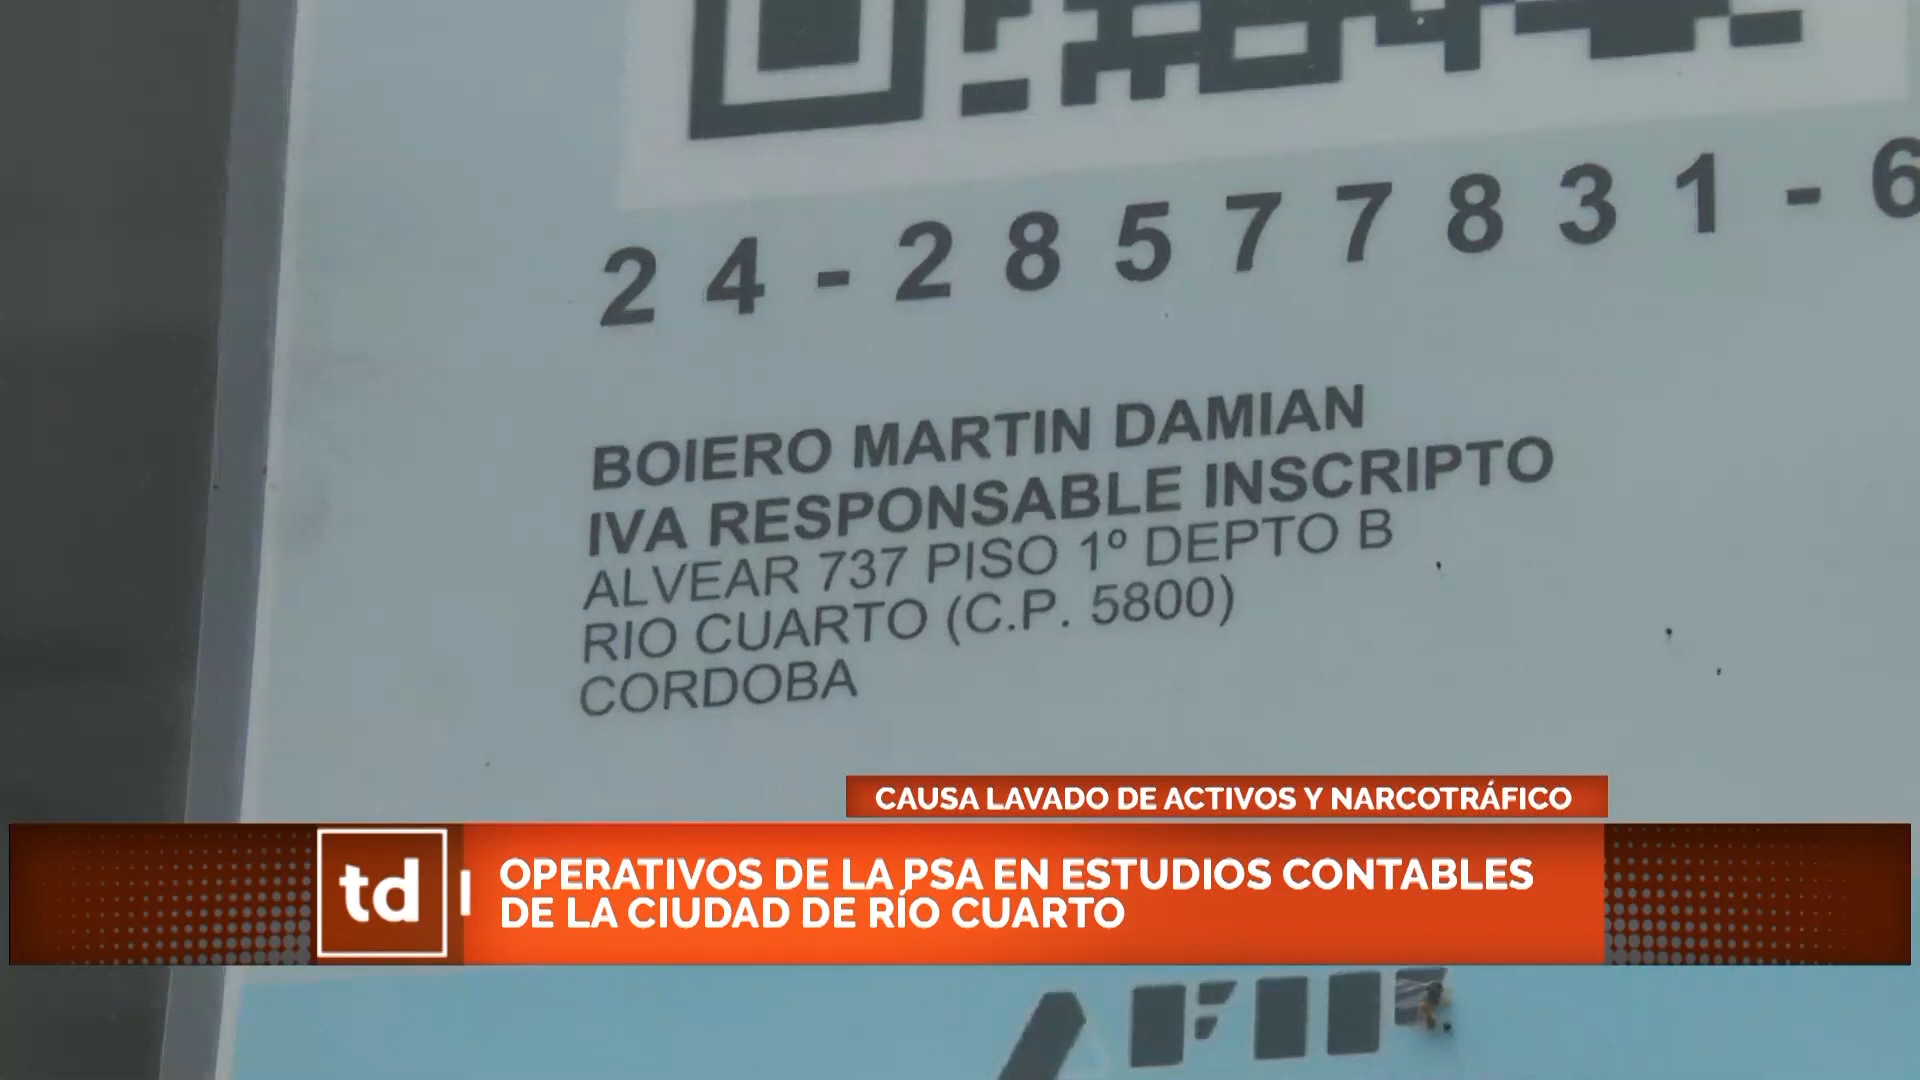 24-28577831-6
BOIERO MARTIN DAMIAN
IVA RESPONSABLE INSCRIPTO
ALVEAR 737 PISO 1º DEPTO B
RIO CUARTO (C.P. 5800)
CORDOBA
CAUSA LAVADO DE ACTIVOS Y NARCOTRÁFICO
td
OPERATIVOS DE LA PSA EN ESTUDIOS CONTABLES
DE LA CIUDAD DE RÍO CUARTO
AFIP